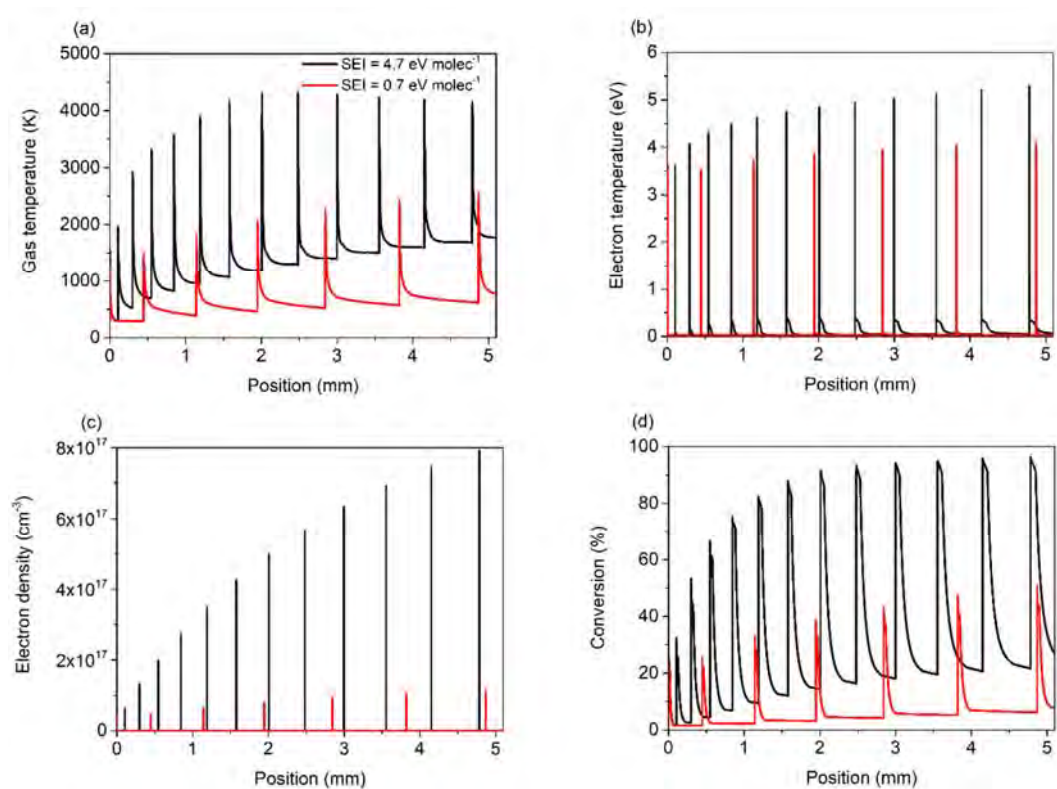 (a)
5000
4000
3000
2000
1000
0
Gas temperature (K)
SEI = 4.7 eV molec⁻¹
SEI = 0.7 eV molec⁻¹
0 1 2 3 4 5
Position (mm)
(b)
6
5
4
3
2
1
0
Electron temperature (eV)
0 1 2 3 4 5
Position (mm)
(c)
8x10¹⁷
6x10¹⁷
4x10¹⁷
2x10¹⁷
0
Electron density (cm⁻³)
0 1 2 3 4 5
Position (mm)
(d)
100
80
60
40
20
0
Conversion (%)
0 1 2 3 4 5
Position (mm)